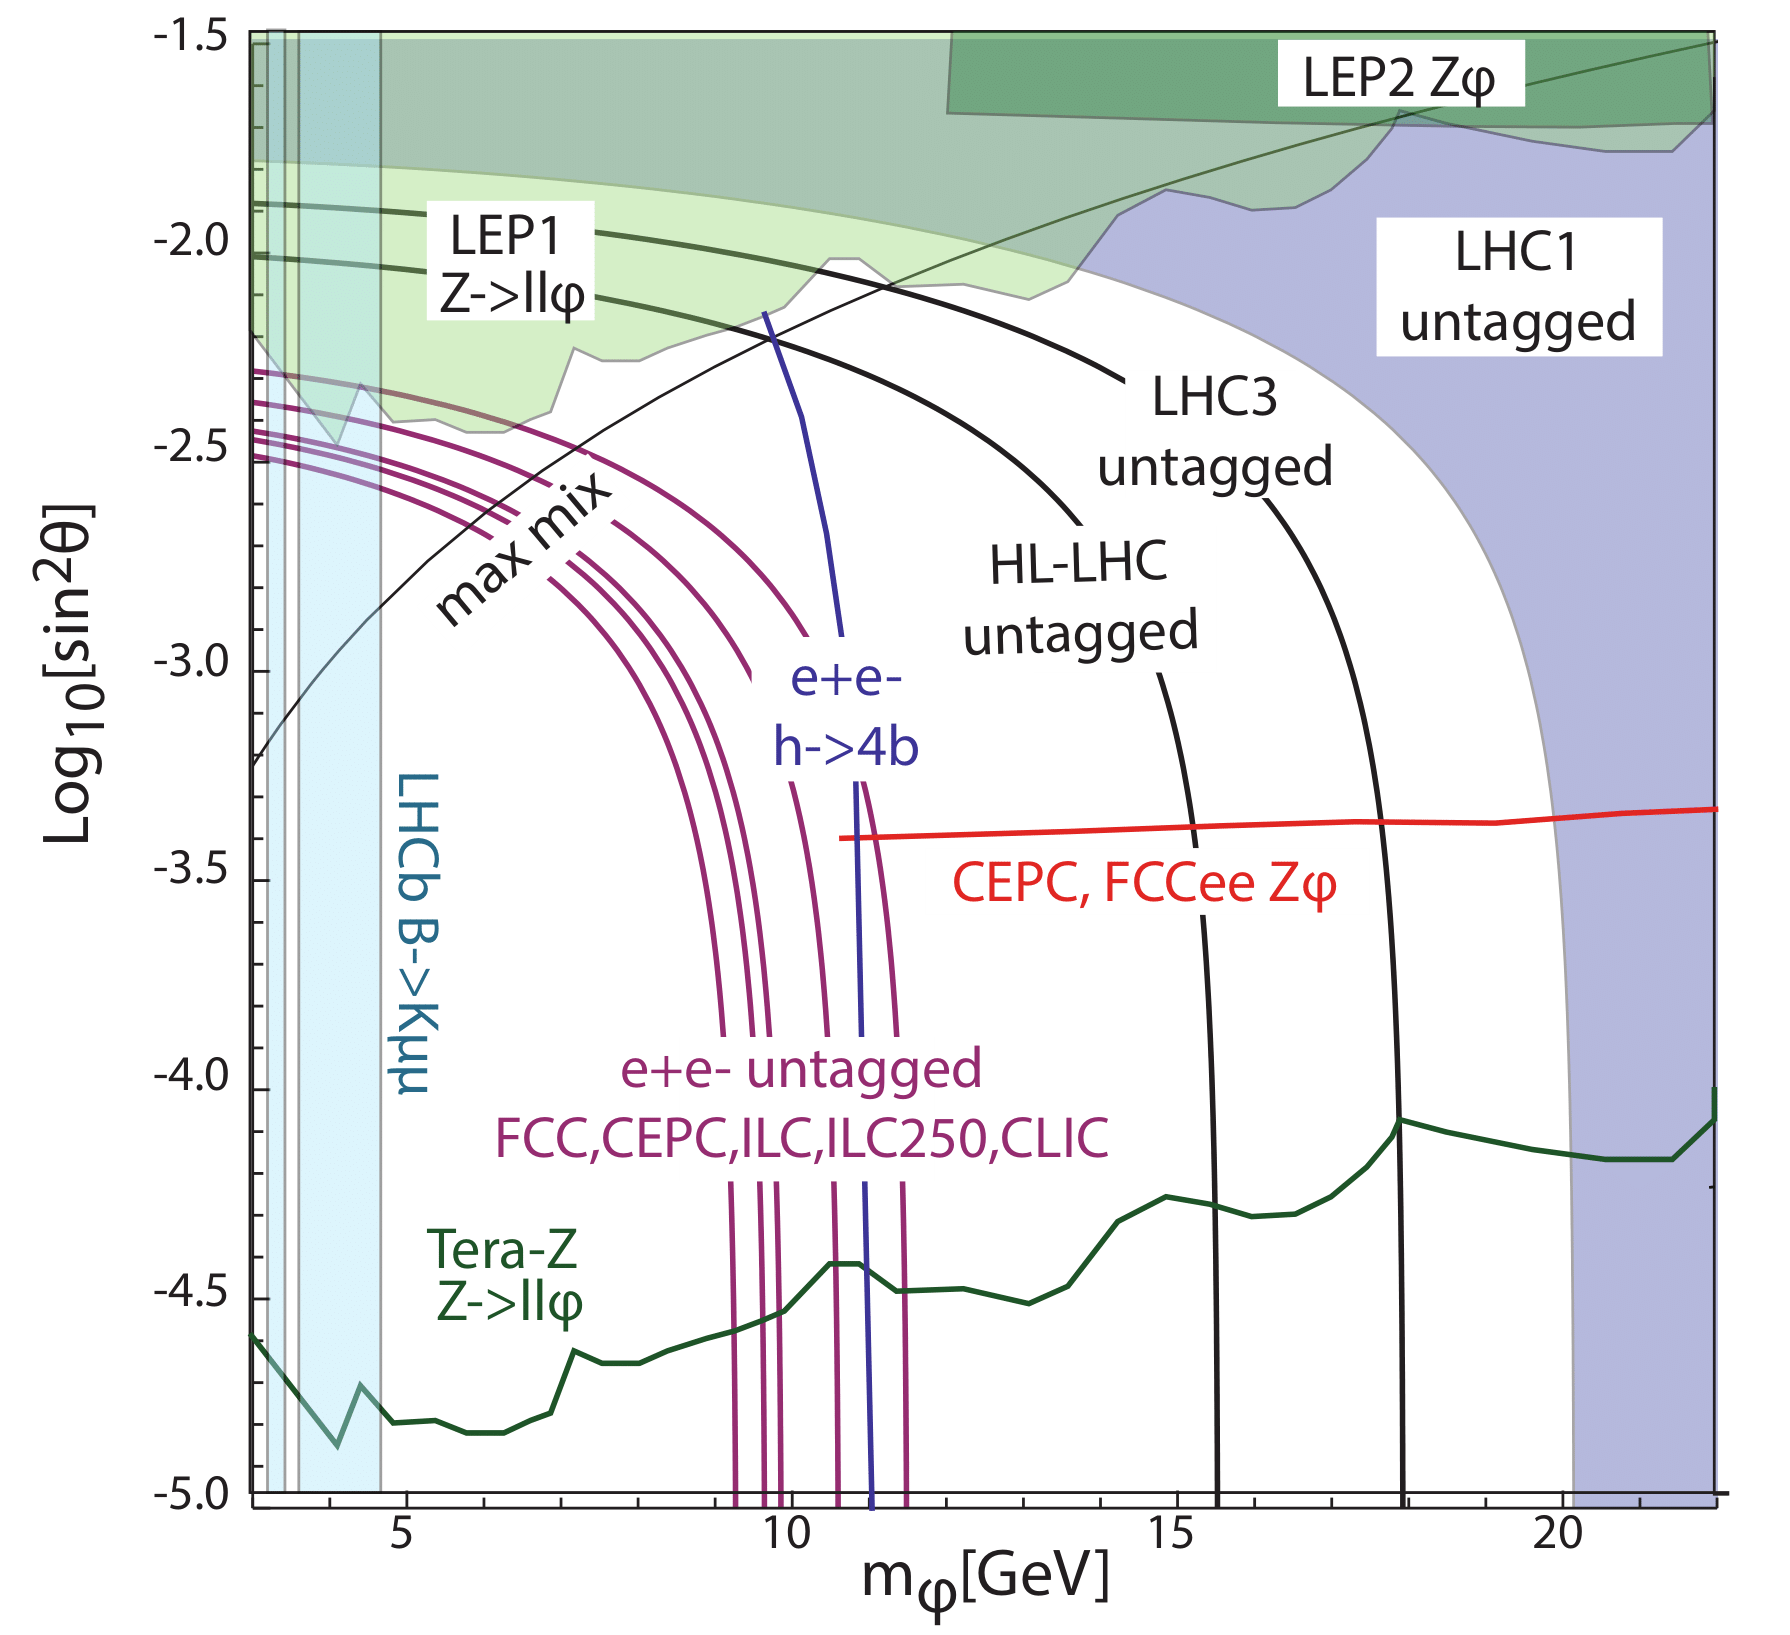 -1.5
-2.0
-2.5
-3.0
-3.5
-4.0
-4.5
-5.0
Log10[sin2θ]
LEP2 Zφ
LEP1
Z->llφ
LHC1
untagged
LHC3
untagged
max mix
HL-LHC
untagged
e+e-
h->4b
LHCb B->Kμμ
CEPC, FCCee Zφ
e+e- untagged
FCC,CEPC,ILC,ILC250,CLIC
Tera-Z
Z->llφ
5
10
15
20
mφ[GeV]